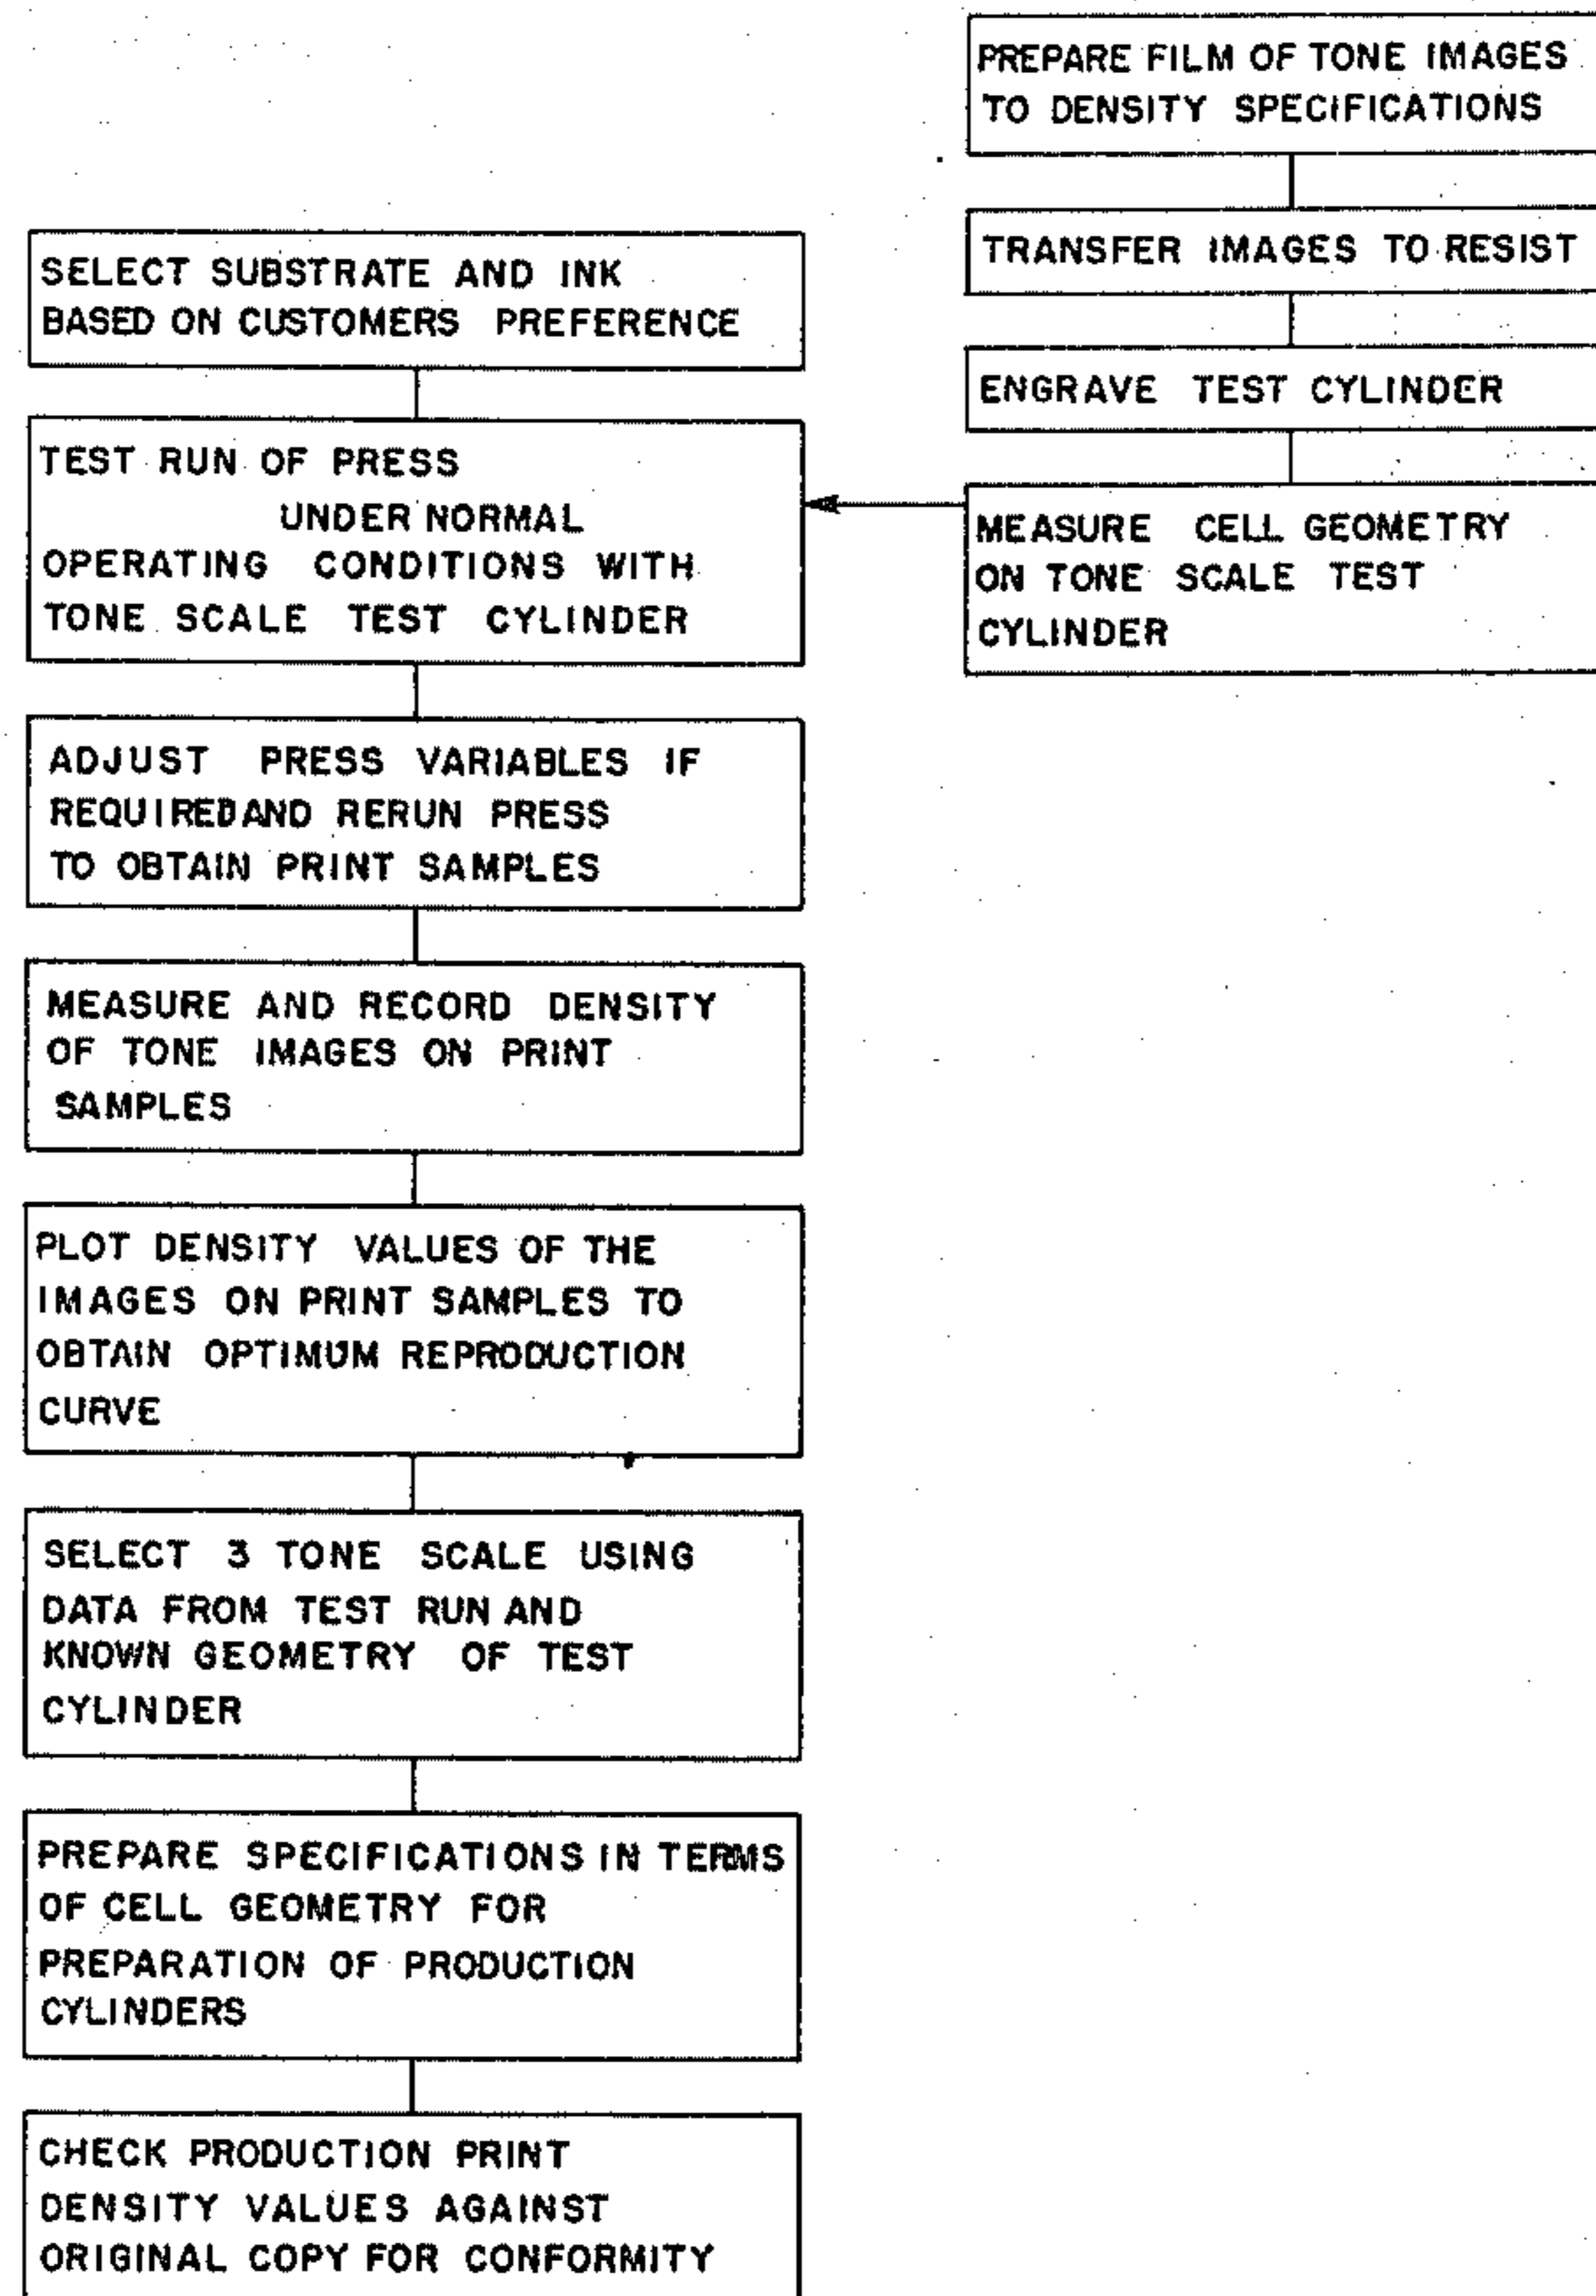 PREPARE FILM OF TONE IMAGES
TO DENSITY SPECIFICATIONS
TRANSFER IMAGES TO RESIST
ENGRAVE TEST CYLINDER
MEASURE CELL GEOMETRY
ON TONE SCALE TEST
CYLINDER
SELECT SUBSTRATE AND INK
BASED ON CUSTOMERS PREFERENCE
TEST RUN OF PRESS
UNDER NORMAL
OPERATING CONDITIONS WITH
TONE SCALE TEST CYLINDER
ADJUST PRESS VARIABLES IF
REQUIRED AND RERUN PRESS
TO OBTAIN PRINT SAMPLES
MEASURE AND RECORD DENSITY
OF TONE IMAGES ON PRINT
SAMPLES
PLOT DENSITY VALUES OF THE
IMAGES ON PRINT SAMPLES TO
OBTAIN OPTIMUM REPRODUCTION
CURVE
SELECT 3 TONE SCALE USING
DATA FROM TEST RUN AND
KNOWN GEOMETRY OF TEST
CYLINDER
PREPARE SPECIFICATIONS IN TERMS
OF CELL GEOMETRY FOR
PREPARATION OF PRODUCTION
CYLINDERS
CHECK PRODUCTION PRINT
DENSITY VALUES AGAINST
ORIGINAL COPY FOR CONFORMITY